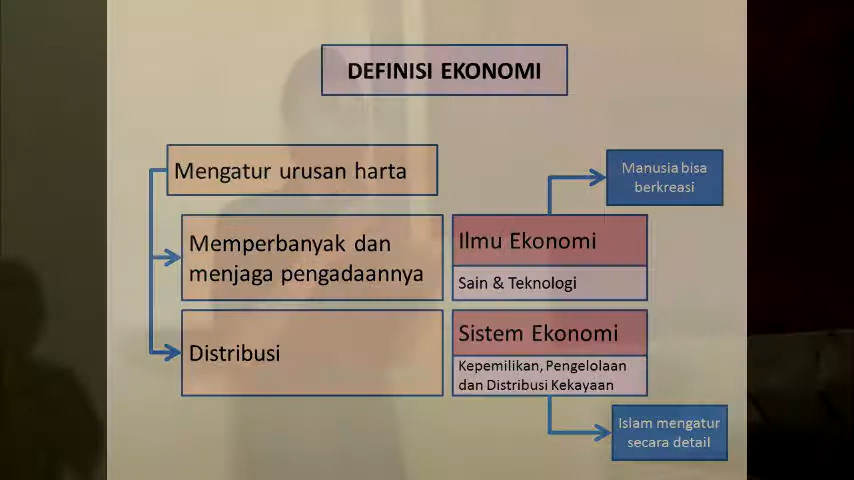 DEFINISI EKONOMI
Mengatur urusan harta
Manusia bisa
berkreasi
Memperbanyak dan
menjaga pengadaannya
Ilmu Ekonomi
Sain & Teknologi
Distribusi
Sistem Ekonomi
Kepemilikan, Pengelolaan
dan Distribusi Kekayaan
Islam mengatur
secara detail